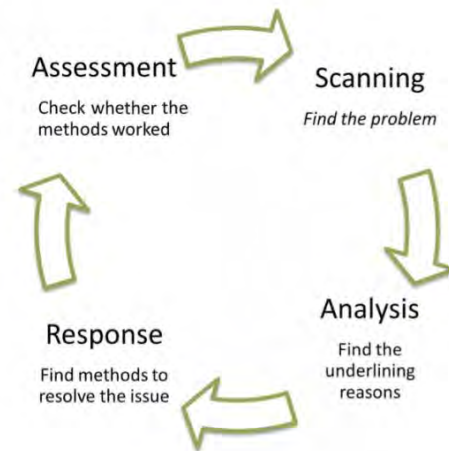 Assessment
Check whether the
methods worked
Scanning
Find the problem
Analysis
Find the
underlining
reasons
Response
Find methods to
resolve the issue